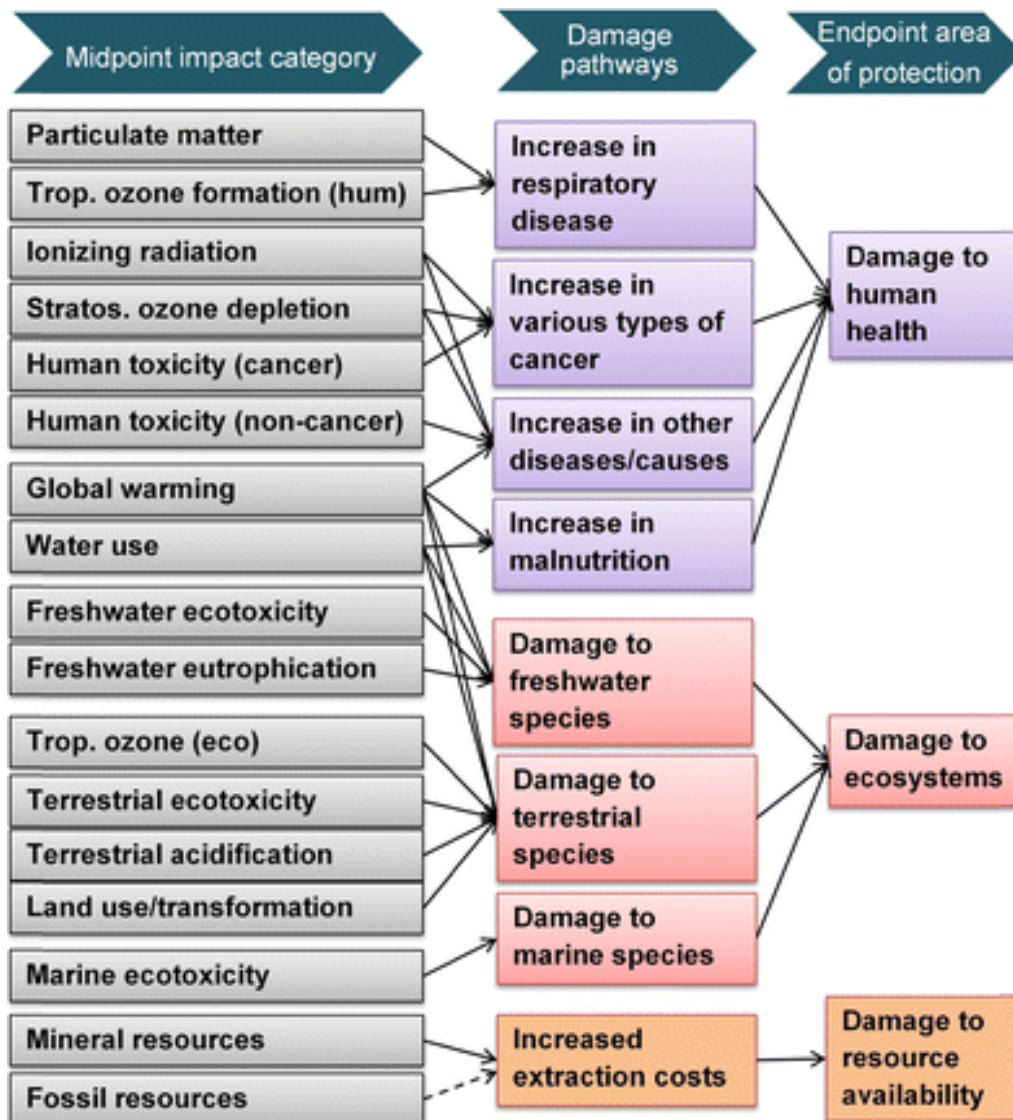 Midpoint impact category
Damage
pathways
Endpoint area
of protection
Particulate matter
Trop. ozone formation (hum)
Ionizing radiation
Stratos. ozone depletion
Human toxicity (cancer)
Human toxicity (non-cancer)
Global warming
Water use
Freshwater ecotoxicity
Freshwater eutrophication
Trop. ozone (eco)
Terrestrial ecotoxicity
Terrestrial acidification
Land use/transformation
Marine ecotoxicity
Mineral resources
Fossil resources
Increase in
respiratory
disease
Increase in
various types of
cancer
Increase in other
diseases/causes
Increase in
malnutrition
Damage to
freshwater
species
Damage to
terrestrial
species
Damage to
marine species
Increased
extraction costs
Damage to
human
health
Damage to
ecosystems
Damage to
resource
availability